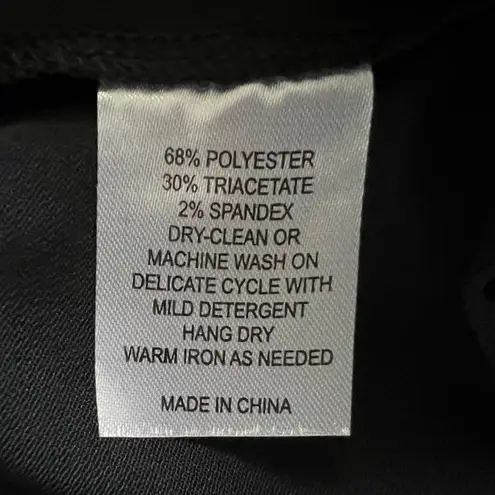 68% POLYESTER
30% TRIACETATE
2% SPANDEX
DRY-CLEAN OR
MACHINE WASH ON
DELICATE CYCLE WITH
MILD DETERGENT
HANG DRY
WARM IRON AS NEEDED
MADE IN CHINA